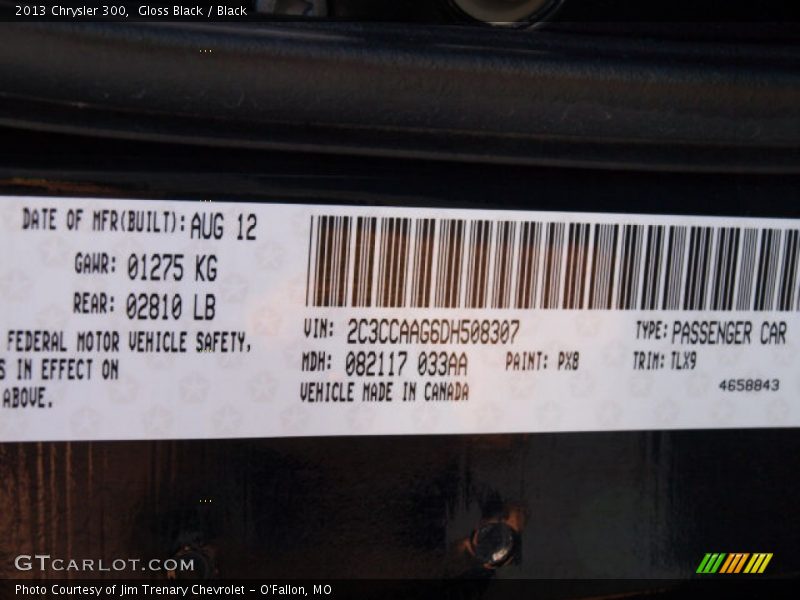 2013 Chrysler 300, Gloss Black / Black
DATE OF MFR(BUILT): AUG 12
GAWR: 01275 KG
REAR: 02810 LB
FEDERAL MOTOR VEHICLE SAFETY,
S IN EFFECT ON
ABOVE.
VIN: 2C3CCAAG6DH508307
TYPE: PASSENGER CAR
MDH: 082117 033AA
PAINT: PX8
TRIM: TLX9
VEHICLE MADE IN CANADA
4658843
GTCARLOT.COM
Photo Courtesy of Jim Trenary Chevrolet - O'Fallon, MO